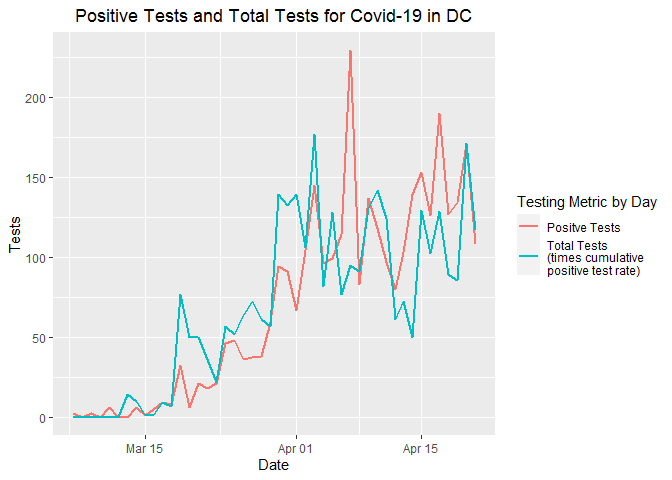 Positive Tests and Total Tests for Covid-19 in DC
Tests
200
150
100
50
0
Mar 15
Apr 01
Apr 15
Date
Testing Metric by Day
Positve Tests
Total Tests
(times cumulative
positive test rate)